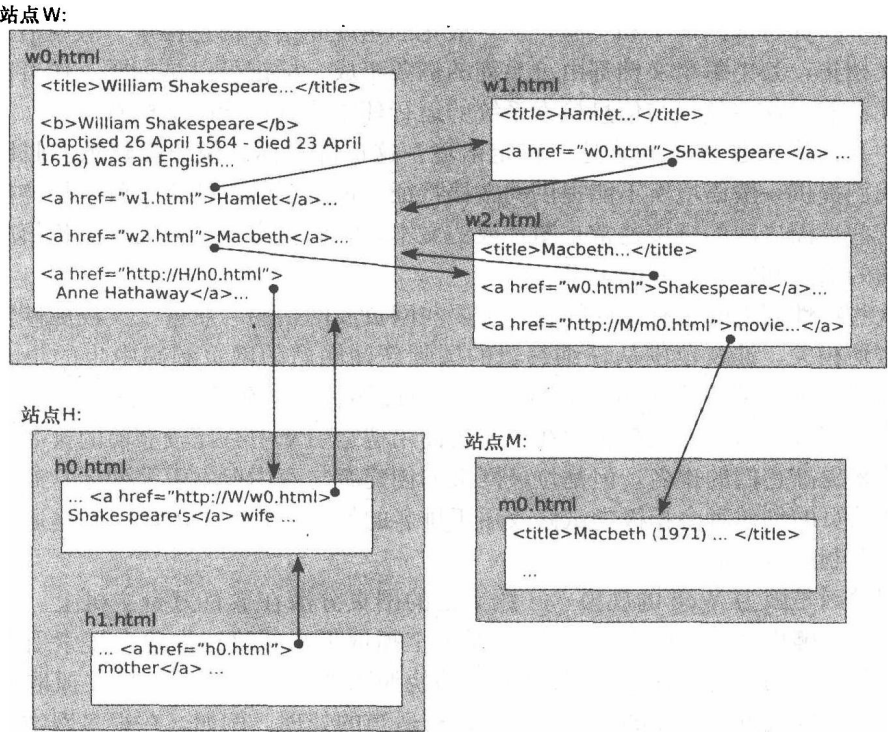 站点W:
w0.html
<title>William Shakespeare...</title>
<b>William Shakespeare</b>
(baptised 26 April 1564 - died 23 April
1616) was an English...
<a href="w1.html">Hamlet</a>...
<a href="w2.html">Macbeth</a>...
<a href="http://H/h0.html">
Anne Hathaway</a>...
w1.html
<title>Hamlet...</title>
<a href="w0.html">Shakespeare</a> ...
w2.html
<title>Macbeth...</title>
<a href="w0.html">Shakespeare</a>...
<a href="http://M/m0.html">movie...</a>
站点H:
h0.html
... <a href="http://W/w0.html>
Shakespeare's</a> wife ...
h1.html
... <a href="h0.html">
mother</a> ...
站点M:
m0.html
<title>Macbeth (1971) ... </title>
...